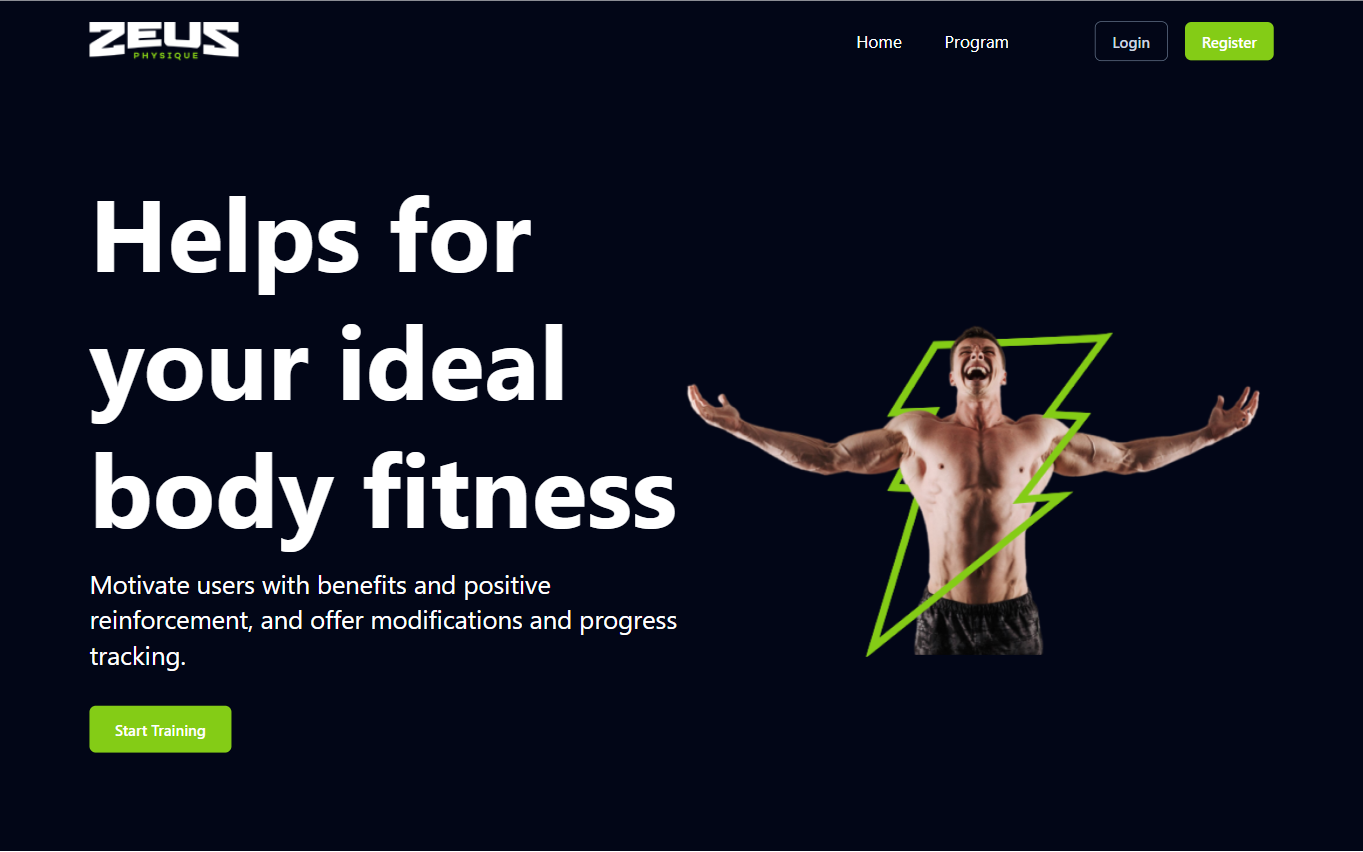 ZEUS
PHYSIQUE
Home
Program
Login
Register
Helps for
your ideal
body fitness
Motivate users with benefits and positive
reinforcement, and offer modifications and progress
tracking.
Start Training